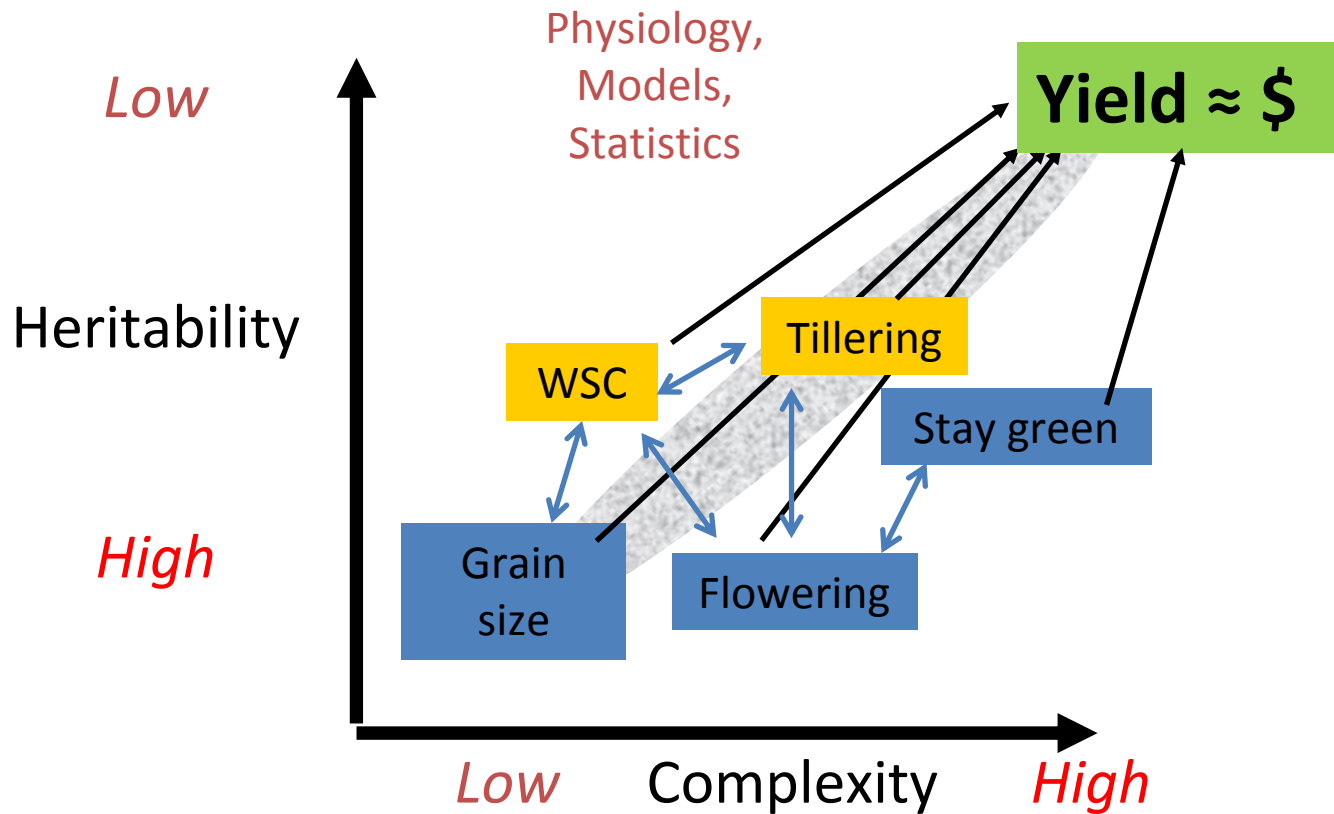 Physiology,
Models,
Statistics
Low
Yield ≈ $
Heritability
Tillering
WSC
Stay green
High
Grain
size
Flowering
Low
Complexity
High